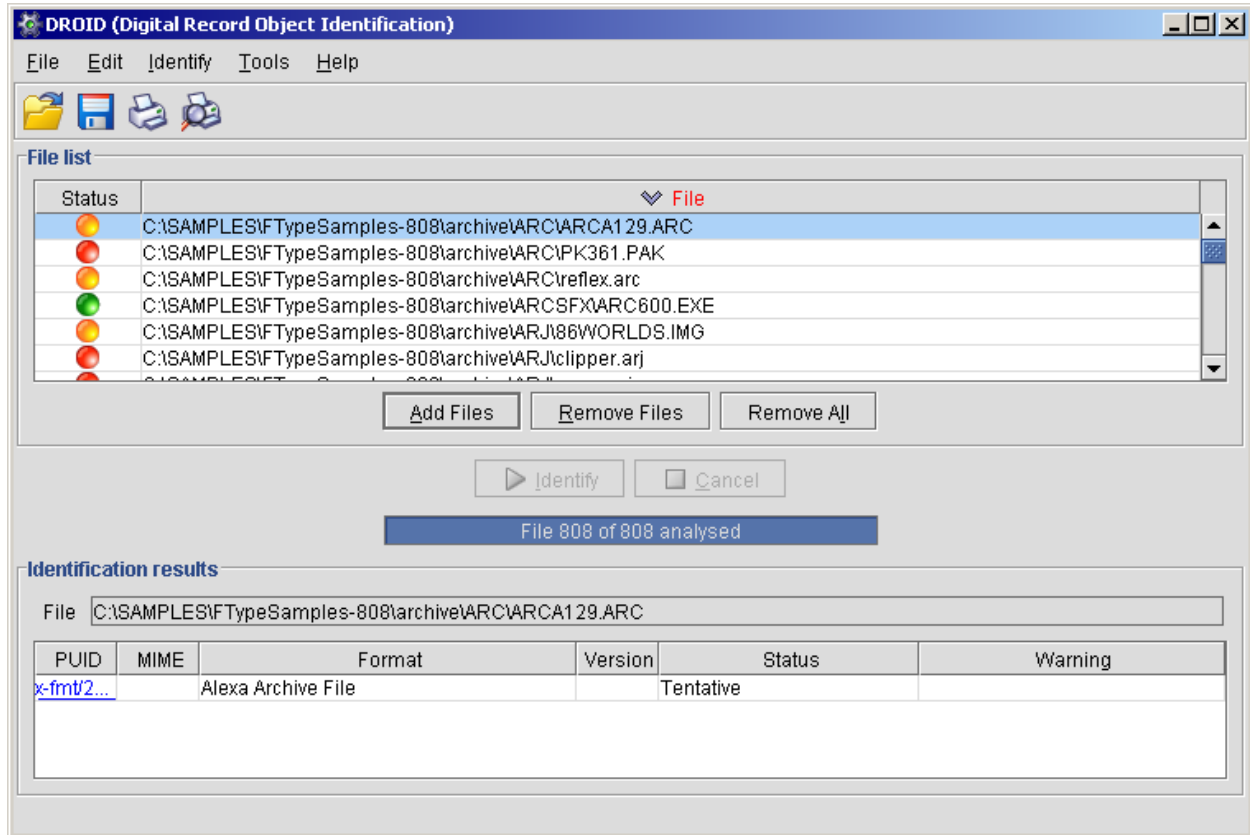 DROID (Digital Record Object Identification)
File Edit Identify Tools Help
File list
Status File
C:\SAMPLES\FTypeSamples-808\archive\ARC\ARCA129.ARC
C:\SAMPLES\FTypeSamples-808\archive\ARC\PK361.PAK
C:\SAMPLES\FTypeSamples-808\archive\ARC\reflex.arc
C:\SAMPLES\FTypeSamples-808\archive\ARCSFX\ARC600.EXE
C:\SAMPLES\FTypeSamples-808\archive\ARJ\86WORLDS.IMG
C:\SAMPLES\FTypeSamples-808\archive\ARJ\clipper.arj
Add Files Remove Files Remove All
Identify Cancel
File 808 of 808 analysed
Identification results
File C:\SAMPLES\FTypeSamples-808\archive\ARC\ARCA129.ARC
PUID MIME Format Version Status Warning
x-fmt/2... Alexa Archive File Tentative